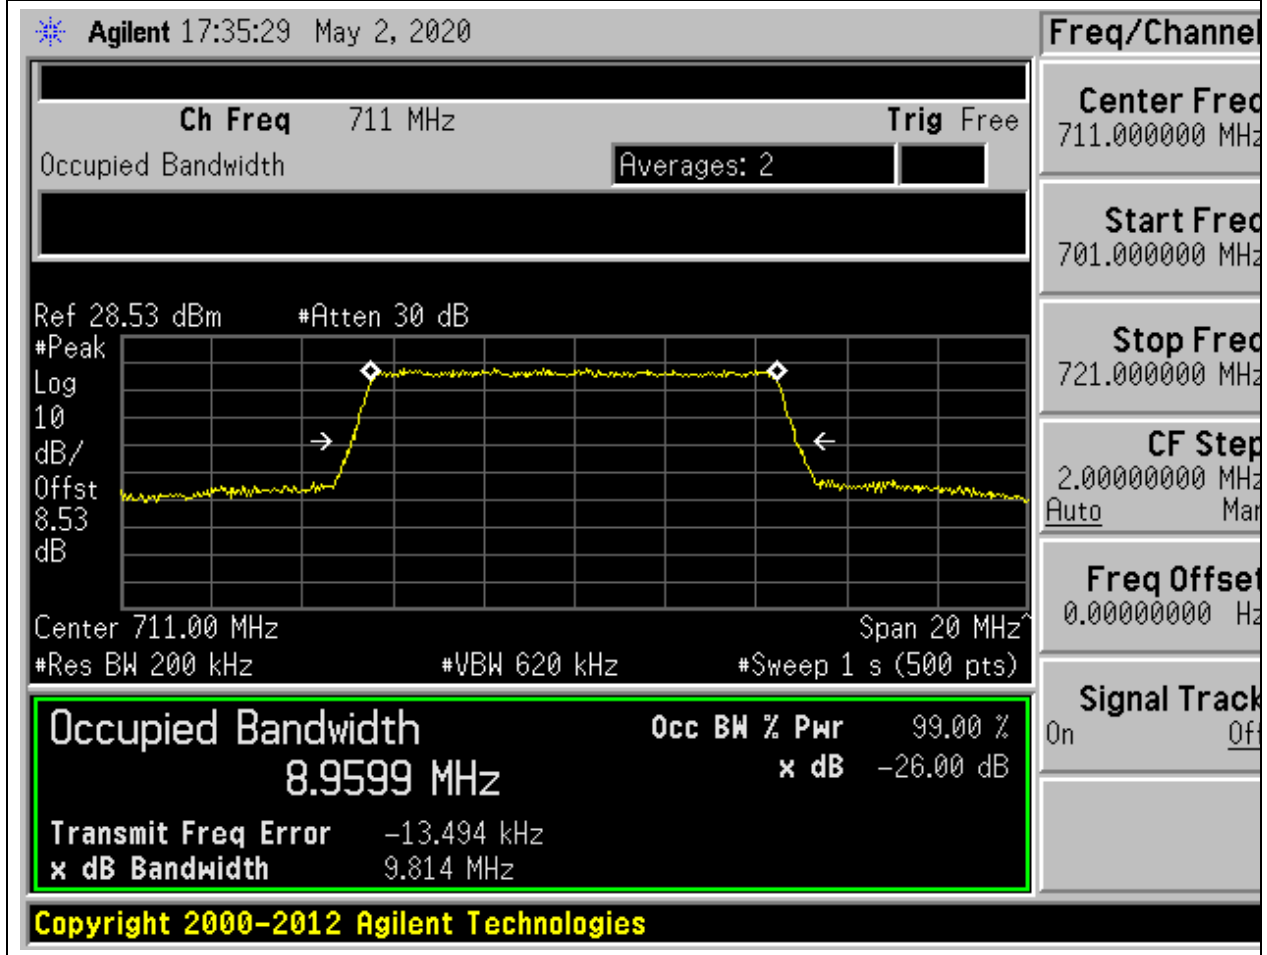 Agilent 17:35:29 May 2, 2020
Freq/Channel
Ch Freq 711 MHz Trig Free
Occupied Bandwidth Averages: 2
Center Freq
711.000000 MHz
Start Freq
701.000000 MHz
Stop Freq
721.000000 MHz
CF Step
2.00000000 MHz
Auto Man
Freq Offset
0.00000000 Hz
Signal Track
On Off
Ref 28.53 dBm #Atten 30 dB
#Peak
Log
10
dB/
Offst
8.53
dB
Center 711.00 MHz Span 20 MHz^
#Res BW 200 kHz #VBW 620 kHz #Sweep 1 s (500 pts)
Occupied Bandwidth Occ BW % Pwr 99.00 %
8.9599 MHz x dB -26.00 dB
Transmit Freq Error -13.494 kHz
x dB Bandwidth 9.814 MHz
Copyright 2000-2012 Agilent Technologies